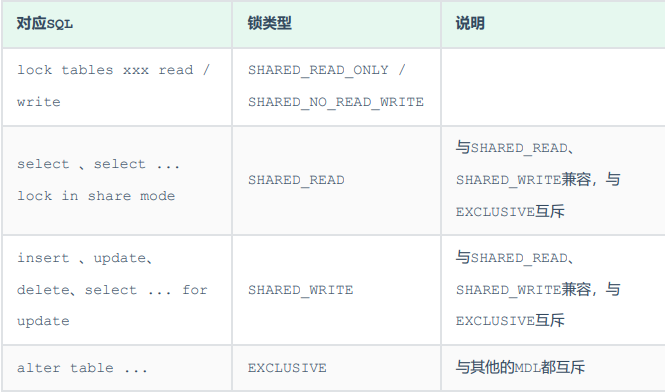 对应SQL 锁类型 说明
lock tables xxx read /
write
SHARED_READ_ONLY /
SHARED_NO_READ_WRITE
select 、select ...
lock in share mode
SHARED_READ
与SHARED_READ、
SHARED_WRITE兼容，与
EXCLUSIVE互斥
insert 、update、
delete、select ... for
update
SHARED_WRITE
与SHARED_READ、
SHARED_WRITE兼容，与
EXCLUSIVE互斥
alter table ...
EXCLUSIVE
与其他的MDL都互斥